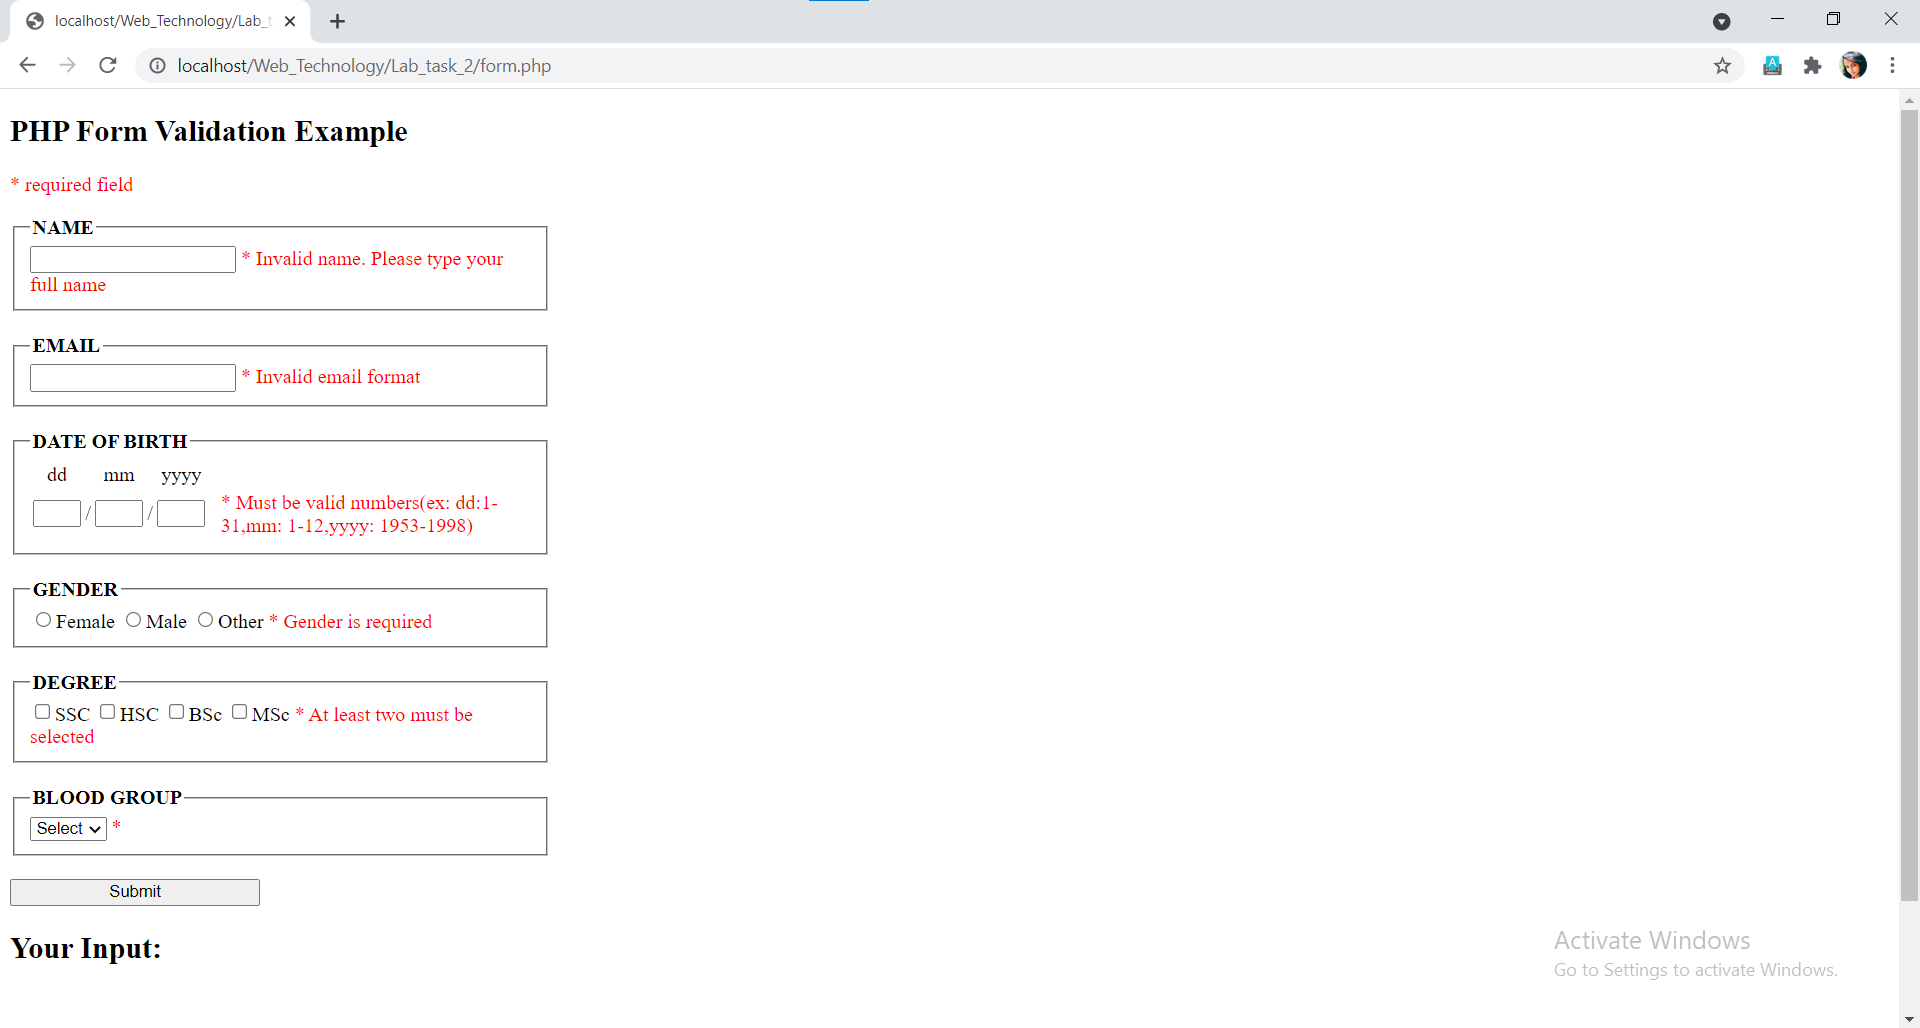 localhost/Web_Technology/Lab_t
localhost/Web_Technology/Lab_task_2/form.php
PHP Form Validation Example
* required field
NAME
* Invalid name. Please type your
full name
EMAIL
* Invalid email format
DATE OF BIRTH
dd mm yyyy
/ / * Must be valid numbers(ex: dd:1-
31,mm: 1-12,yyyy: 1953-1998)
GENDER
Female Male Other * Gender is required
DEGREE
SSC HSC BSc MSc * At least two must be
selected
BLOOD GROUP
Select *
Submit
Your Input:
Activate Windows
Go to Settings to activate Windows.